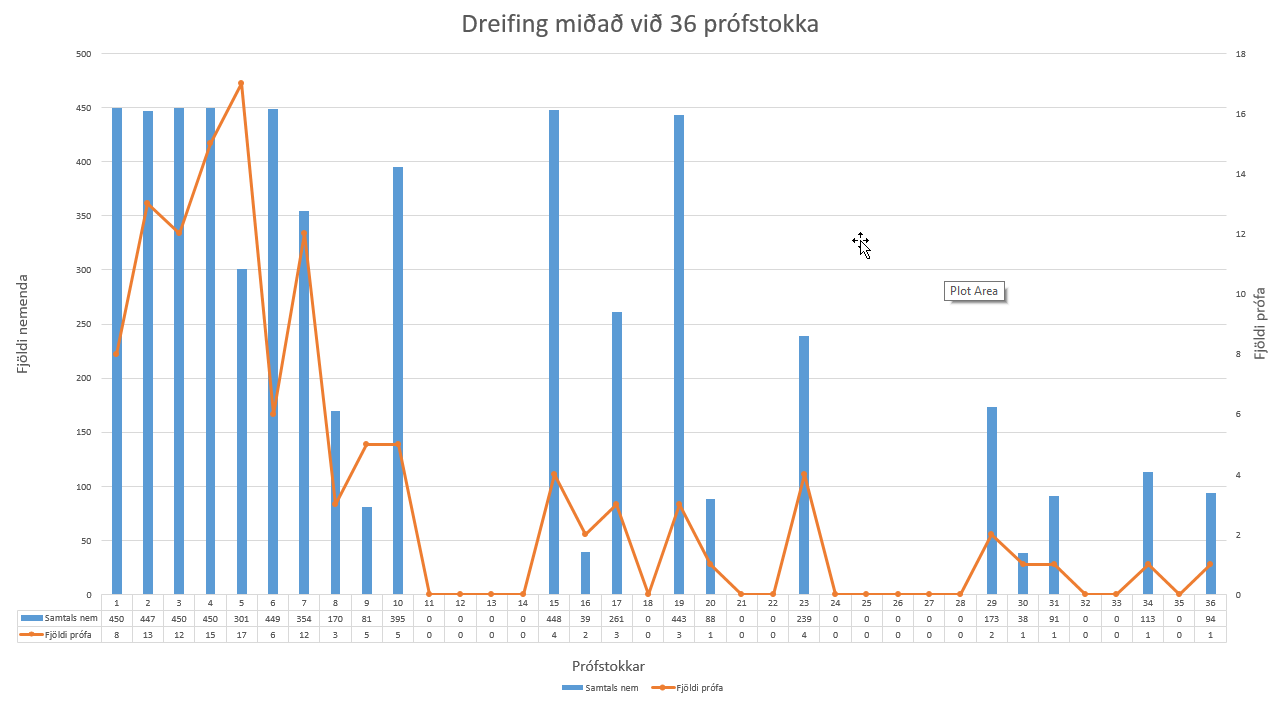 Dreifing miðað við 36 prófstokka
500
450
400
350
300
250
200
150
100
50
0
18
16
14
12
10
8
6
4
2
0
Fjöldi nemenda
Fjöldi prófa
Plot Area
1 2 3 4 5 6 7 8 9 10 11 12 13 14 15 16 17 18 19 20 21 22 23 24 25 26 27 28 29 30 31 32 33 34 35 36
Samtals nem 450 447 450 450 301 449 354 170 81 395 0 0 0 0 448 39 261 0 443 88 0 0 239 0 0 0 0 0 173 38 91 0 0 113 0 94
Fjöldi prófa 8 13 12 15 17 6 12 3 5 5 0 0 0 0 4 2 3 0 3 1 0 0 4 0 0 0 0 0 2 1 1 0 0 1 0 1
Prófstokkar
Samtals nem Fjöldi prófa